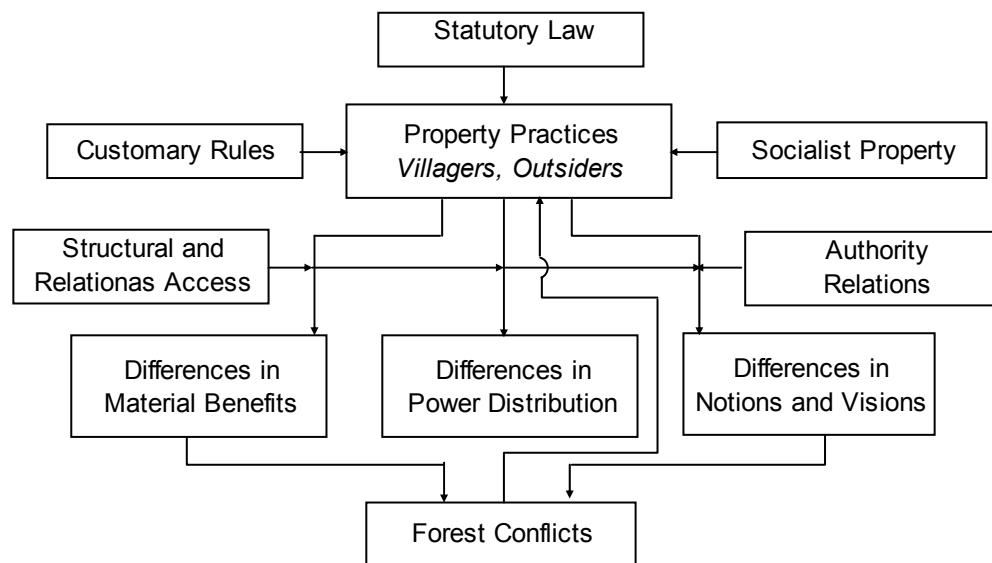 Statutory Law
Property Practices
Villagers, Outsiders
Customary Rules
Socialist Property
Structural and
Relationas Access
Authority
Relations
Differences in
Material Benefits
Differences in
Power Distribution
Differences in
Notions and Visions
Forest Conflicts